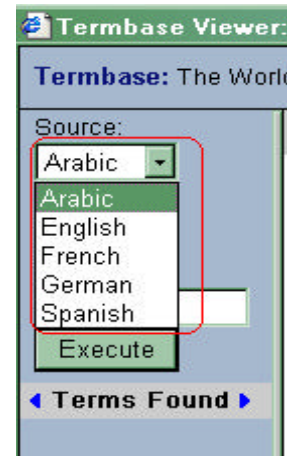 Termbase Viewer:
Termbase: The Worl
Source:
Arabic
Arabic
English
French
German
Spanish
Execute
Terms Found